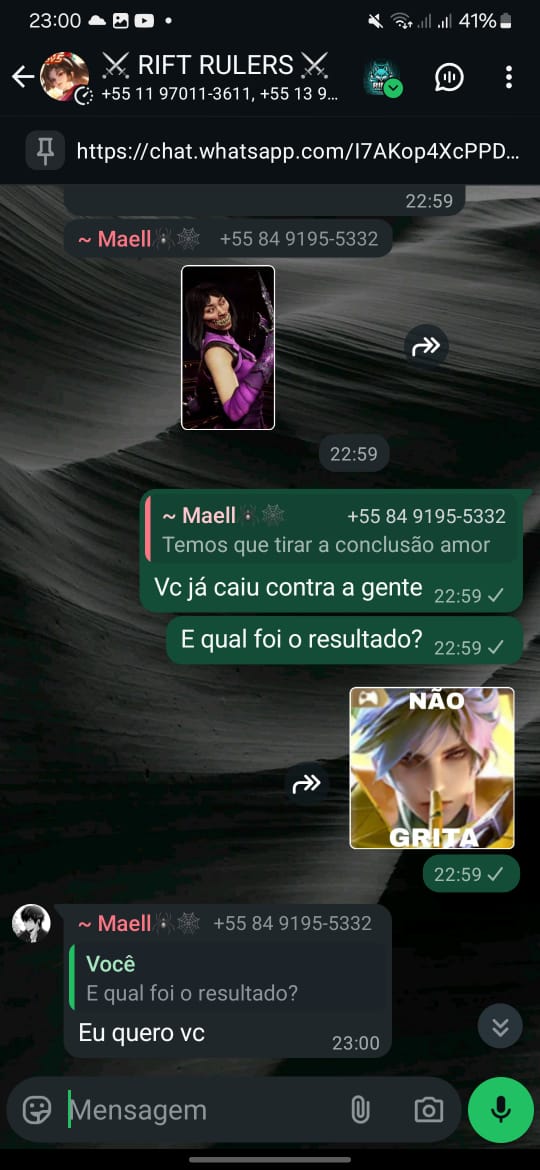 23:00
41%
⚔ RIFT RULERS ⚔
+55 11 97011-3611, +55 13 9...
https://chat.whatsapp.com/I7AKop4XcPPD...
22:59
~ Maell🕷🕸 +55 84 9195-5332
22:59
~ Maell🕷🕸 +55 84 9195-5332
Temos que tirar a conclusão amor
Vc já caiu contra a gente 22:59
E qual foi o resultado? 22:59
NÃO
GRITA
22:59
~ Maell🕷🕸 +55 84 9195-5332
Você
E qual foi o resultado?
Eu quero vc 23:00
Mensagem